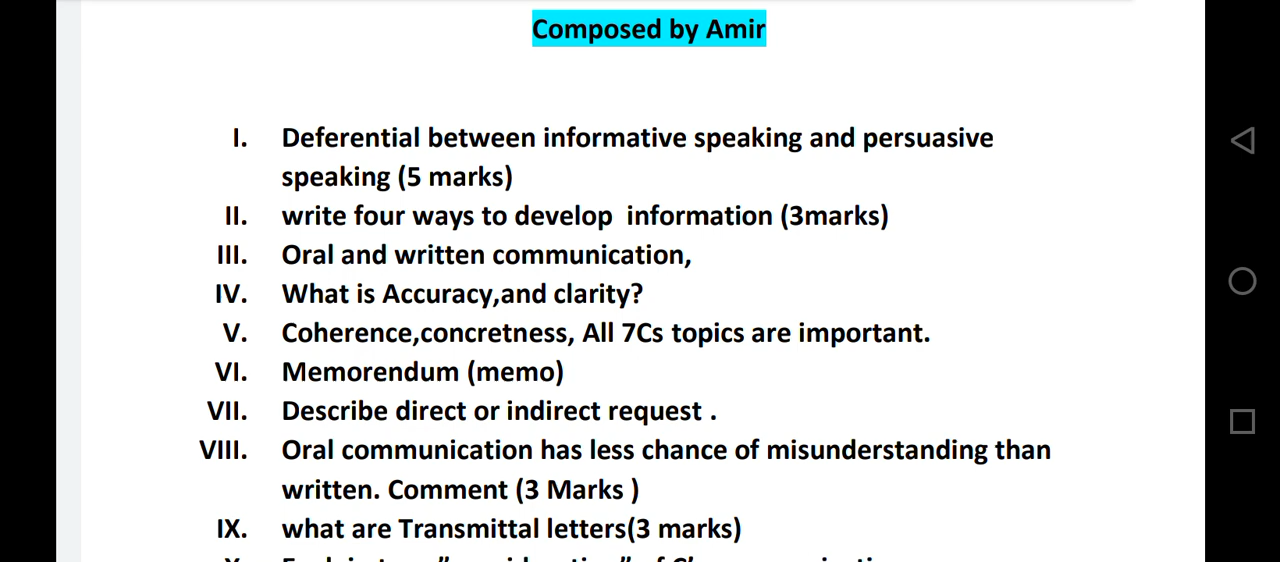 Composed by Amir
I. Deferential between informative speaking and persuasive
speaking (5 marks)
II. write four ways to develop information (3marks)
III. Oral and written communication,
IV. What is Accuracy,and clarity?
V. Coherence,concretness, All 7Cs topics are important.
VI. Memorendum (memo)
VII. Describe direct or indirect request .
VIII. Oral communication has less chance of misunderstanding than
written. Comment (3 Marks )
IX. what are Transmittal letters(3 marks)